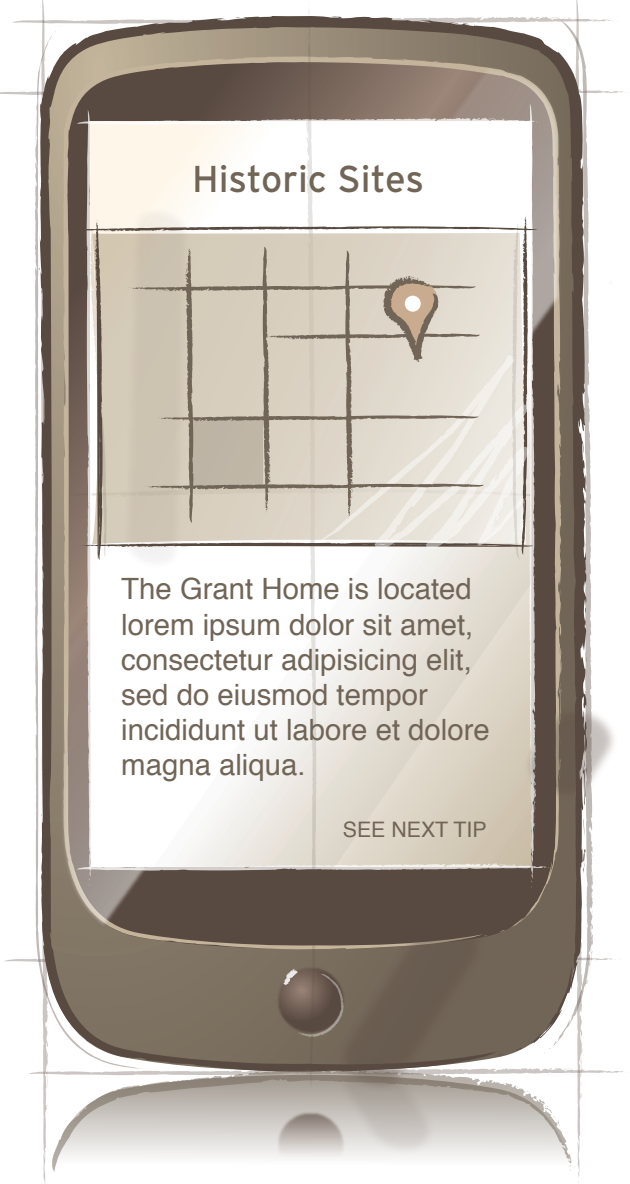 Historic Sites
The Grant Home is located
lorem ipsum dolor sit amet,
consectetur adipisicing elit,
sed do eiusmod tempor
incididunt ut labore et dolore
magna aliqua.
SEE NEXT TIP